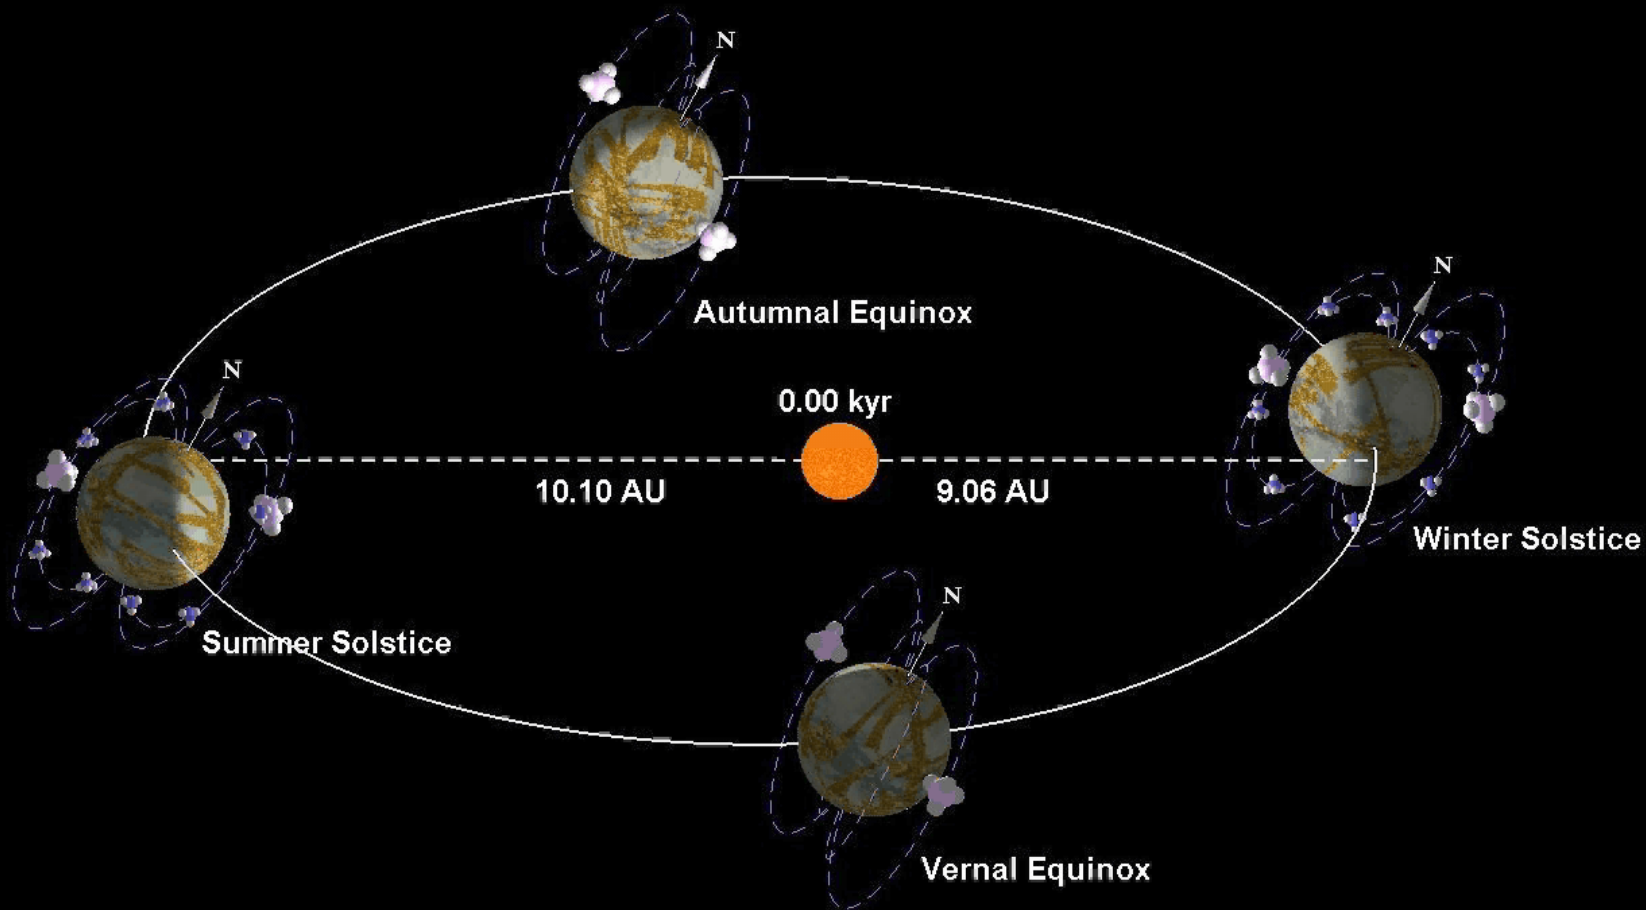 N
Autumnal Equinox
N
N
0.00 kyr
10.10 AU
9.06 AU
Winter Solstice
Summer Solstice
N
Vernal Equinox